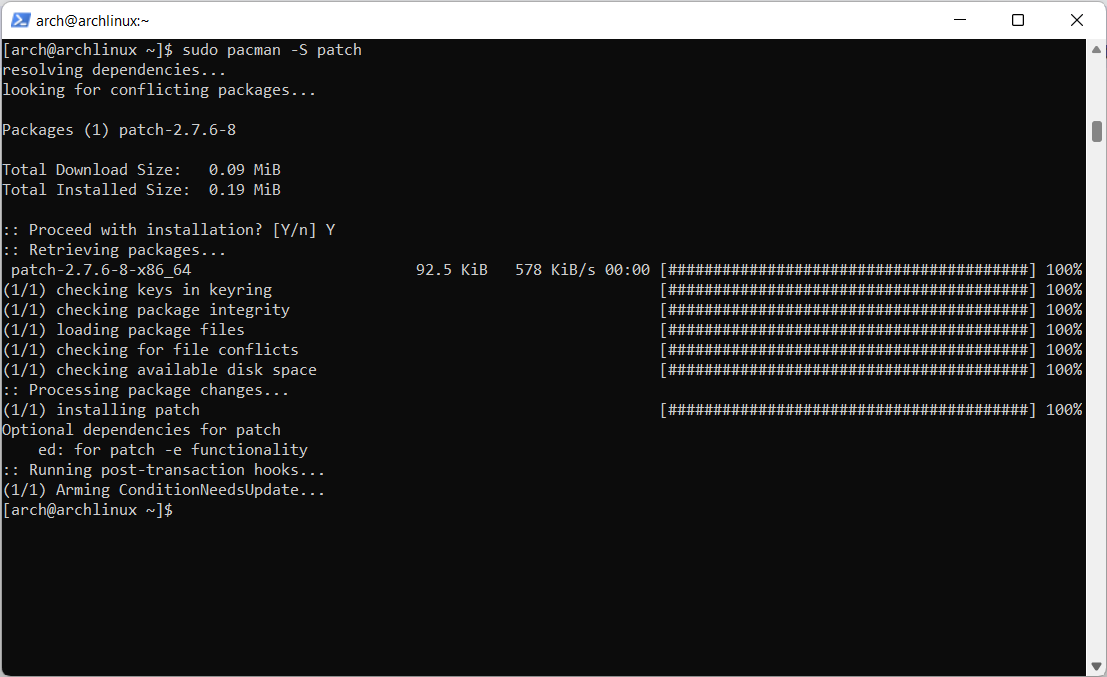 arch@archlinux:~
[arch@archlinux ~]$ sudo pacman -S patch
resolving dependencies...
looking for conflicting packages...
Packages (1) patch-2.7.6-8
Total Download Size:   0.09 MiB
Total Installed Size:  0.19 MiB
:: Proceed with installation? [Y/n] Y
:: Retrieving packages...
 patch-2.7.6-8-x86_64                         92.5 KiB   578 KiB/s 00:00 [########################################] 100%
(1/1) checking keys in keyring                                           [########################################] 100%
(1/1) checking package integrity                                         [########################################] 100%
(1/1) loading package files                                              [########################################] 100%
(1/1) checking for file conflicts                                        [########################################] 100%
(1/1) checking available disk space                                      [########################################] 100%
:: Processing package changes...
(1/1) installing patch                                                   [########################################] 100%
Optional dependencies for patch
    ed: for patch -e functionality
:: Running post-transaction hooks...
(1/1) Arming ConditionNeedsUpdate...
[arch@archlinux ~]$